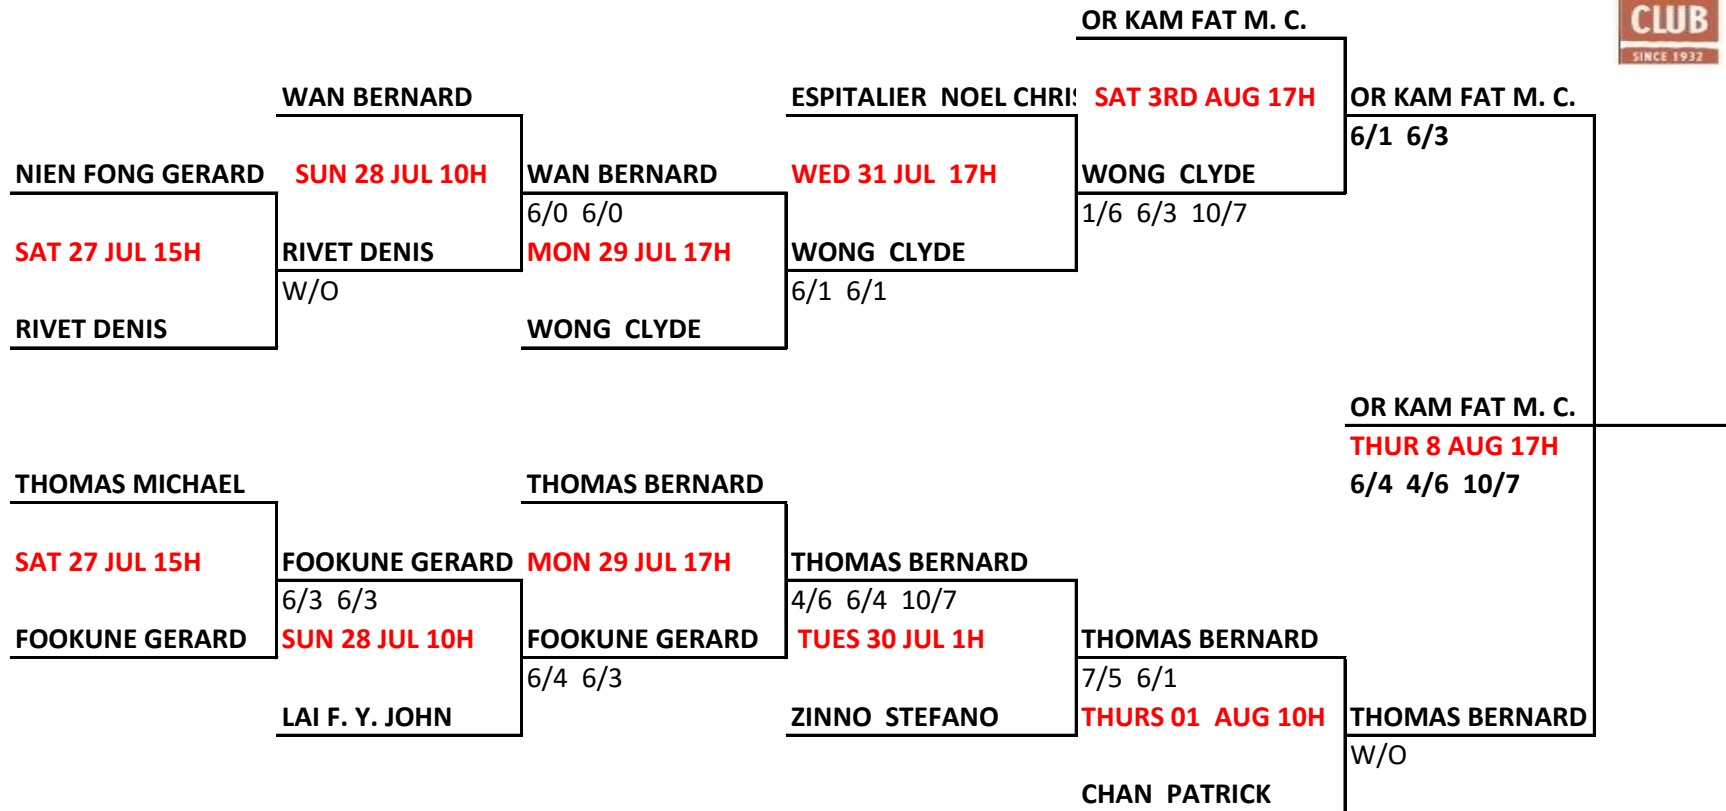 CLUB
SINCE 1932
OR KAM FAT M. C.
WAN BERNARD
ESPITALIER  NOEL CHRIS
SAT 3RD AUG 17H
OR KAM FAT M. C.
6/1  6/3
NIEN FONG GERARD
SUN 28 JUL 10H
WAN BERNARD
WED 31 JUL  17H
WONG  CLYDE
6/0  6/0
1/6  6/3  10/7
SAT 27 JUL 15H
RIVET DENIS
MON 29 JUL 17H
WONG  CLYDE
W/O
6/1  6/1
RIVET DENIS
WONG  CLYDE
OR KAM FAT M. C.
THUR 8 AUG 17H
THOMAS MICHAEL
THOMAS BERNARD
6/4  4/6  10/7
SAT 27 JUL 15H
FOOKUNE GERARD
MON 29 JUL 17H
THOMAS BERNARD
6/3  6/3
4/6  6/4  10/7
FOOKUNE GERARD
SUN 28 JUL 10H
FOOKUNE GERARD
TUES 30 JUL 1H
THOMAS BERNARD
6/4  6/3
7/5  6/1
LAI F. Y. JOHN
ZINNO  STEFANO
THURS 01  AUG 10H
THOMAS BERNARD
W/O
CHAN  PATRICK